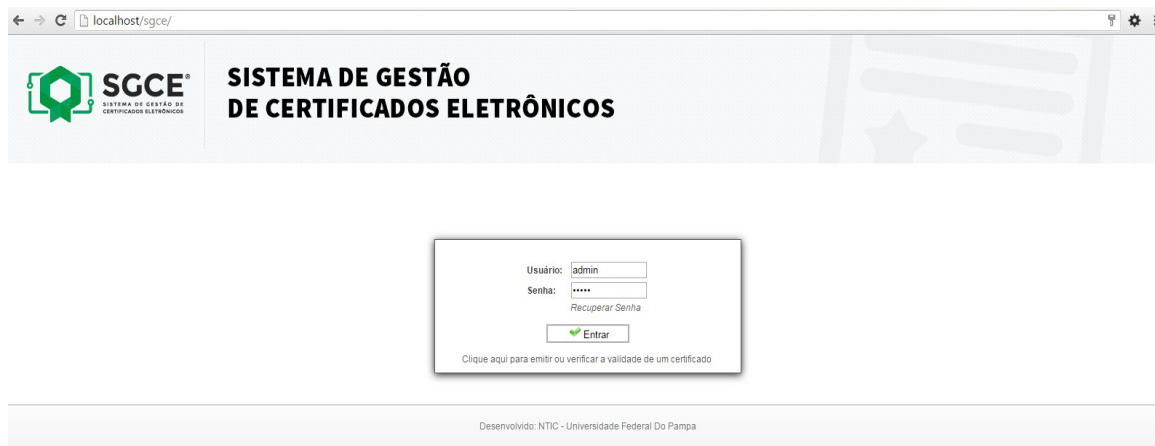 localhost/sgce/
SGCE®
SISTEMA DE GESTÃO DE
CERTIFICADOS ELETRÔNICOS
SISTEMA DE GESTÃO
DE CERTIFICADOS ELETRÔNICOS
Usuário: admin
Senha: •••••
Recuperar Senha
Entrar
Clique aqui para emitir ou verificar a validade de um certificado
Desenvolvido: NTIC - Universidade Federal Do Pampa